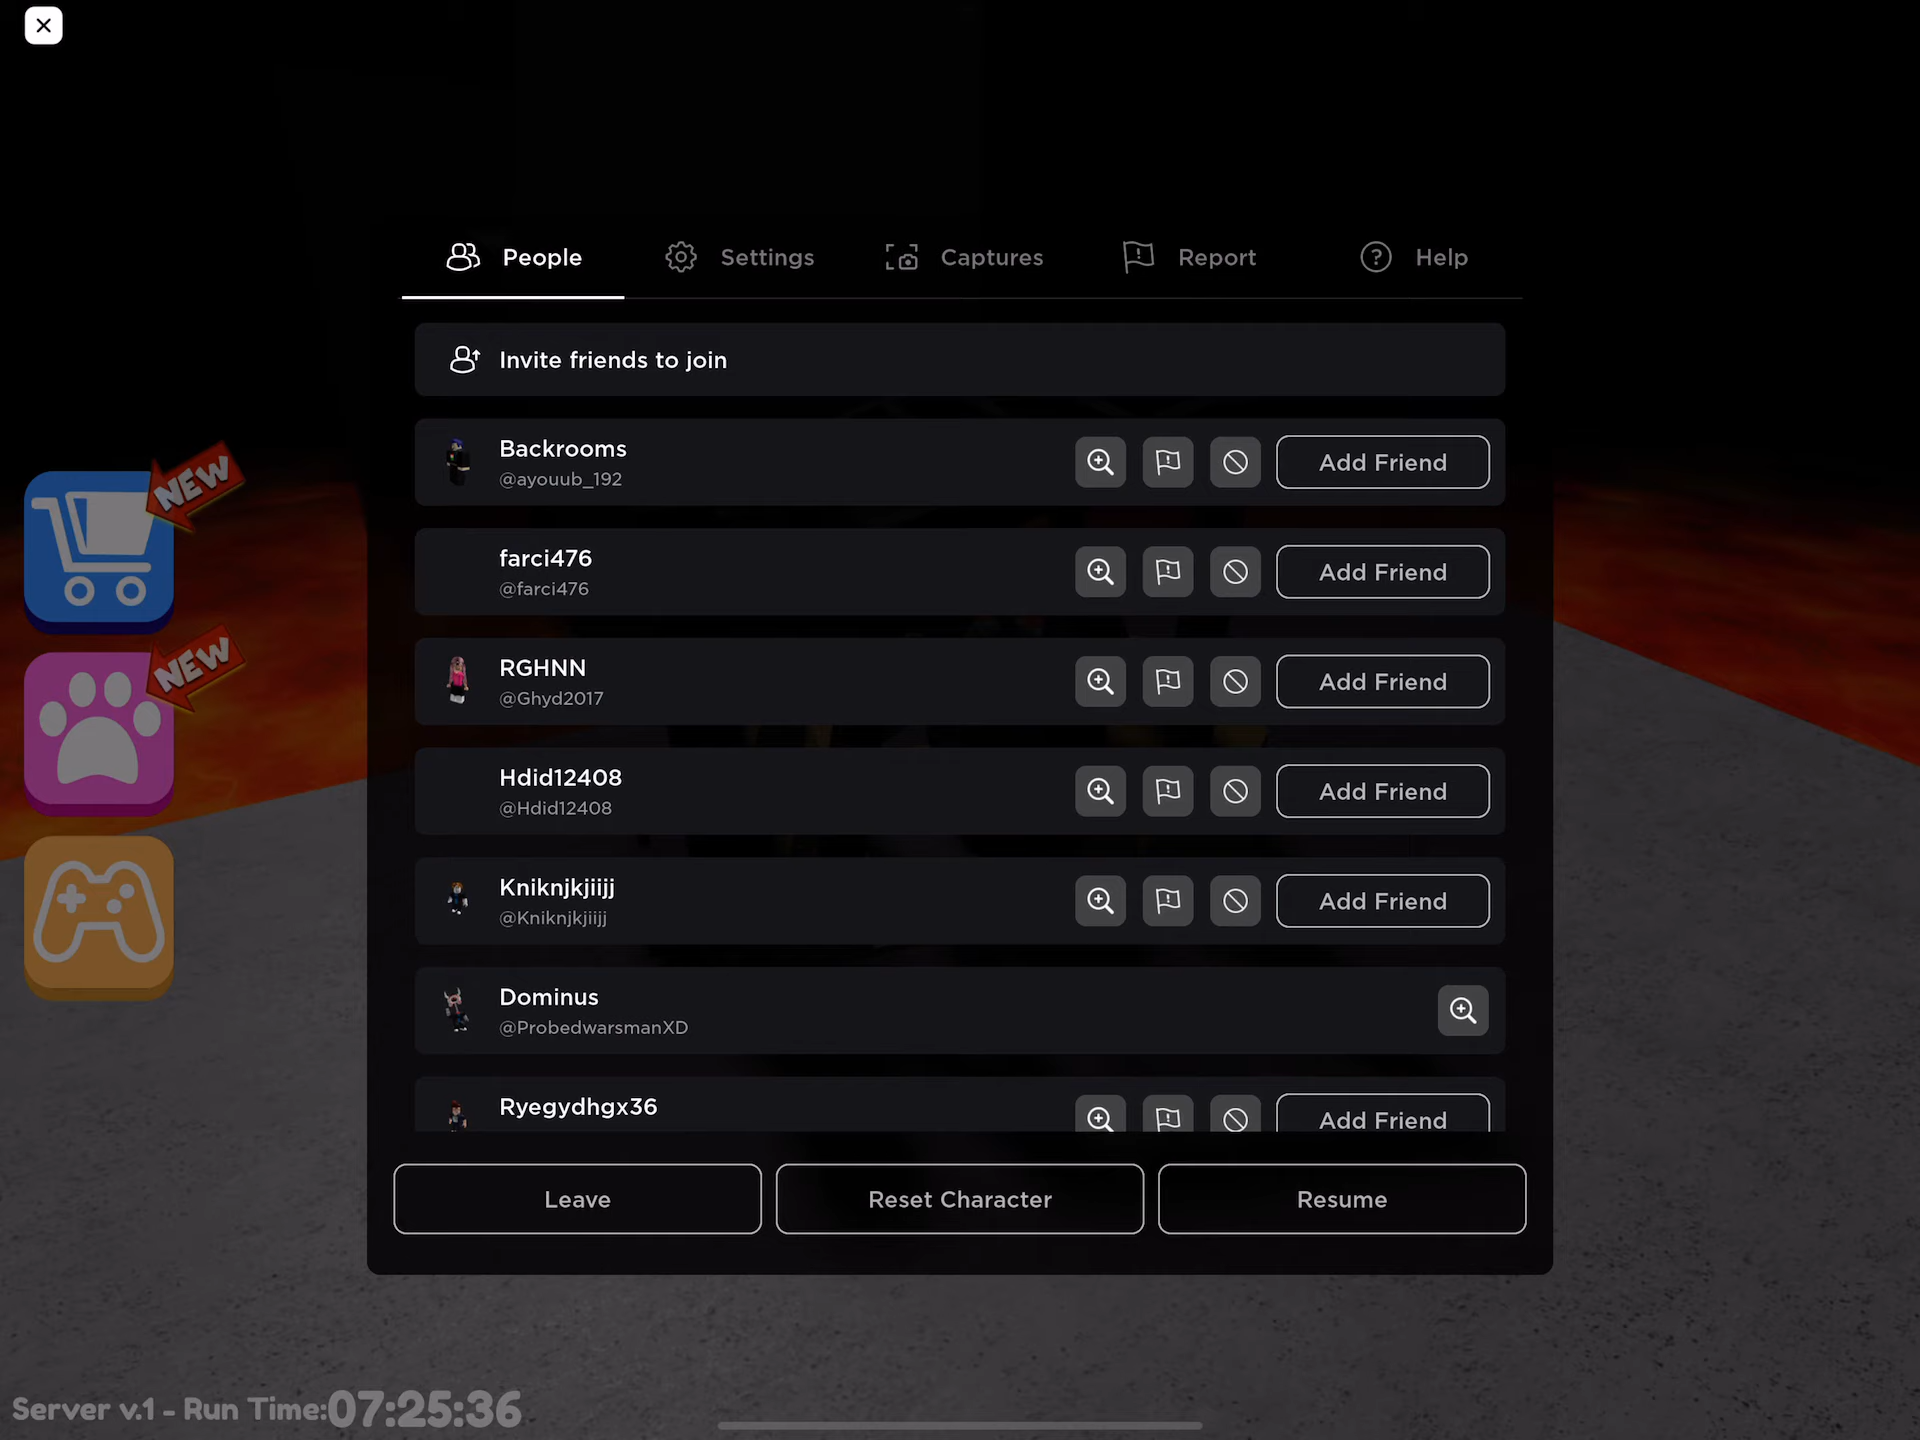 People
Settings
Captures
Report
Help
Invite friends to join
Backrooms
@ayouub_192
Add Friend
NEW
farci476
@farci476
Add Friend
RGHNN
@Ghyd2017
Add Friend
NEW
Hdid12408
@Hdid12408
Add Friend
Kniknjkjiijj
@Kniknjkjiijj
Add Friend
Dominus
@ProbedwarsmanXD
Ryegydhgx36
Add Friend
Leave
Reset Character
Resume
Server v.1 - Run Time:07:25:36